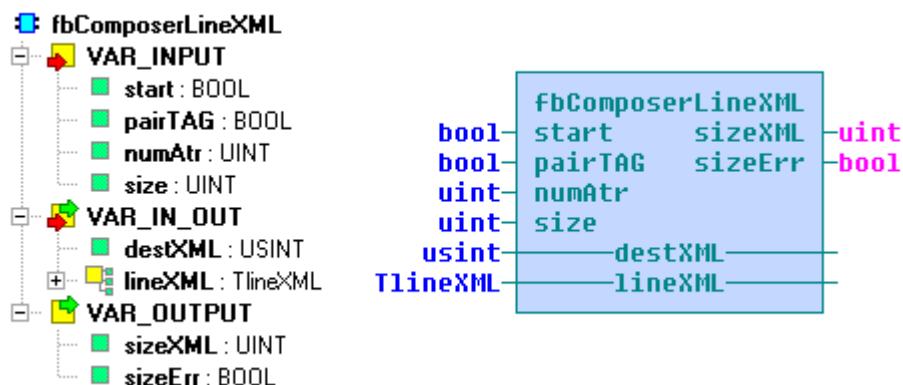 fbComposerLineXML
VAR_INPUT
start : BOOL
pairTAG : BOOL
numAtr : UINT
size : UINT
VAR_IN_OUT
destXML : USINT
lineXML : TlineXML
VAR_OUTPUT
sizeXML : UINT
sizeErr : BOOL
fbComposerLineXML
bool start sizeXML uint
bool pairTAG sizeErr bool
uint numAtr
uint size
usint destXML
TlineXML lineXML